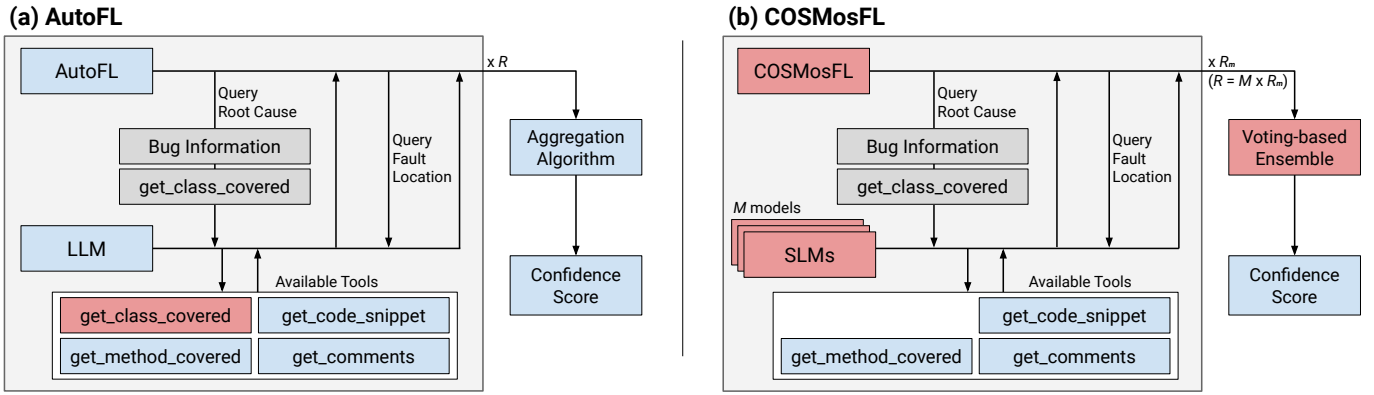 (a) AutoFL
AutoFL
x R
Query
Root Cause
Bug Information
get_class_covered
Query
Fault
Location
Aggregation
Algorithm
LLM
Available Tools
get_class_covered
get_code_snippet
get_method_covered
get_comments
Confidence
Score
(b) COSMosFL
COSMosFL
x Rm
(R = M x Rm)
Query
Root Cause
Bug Information
get_class_covered
Query
Fault
Location
Voting-based
Ensemble
M models
SLMs
Available Tools
get_code_snippet
get_method_covered
get_comments
Confidence
Score